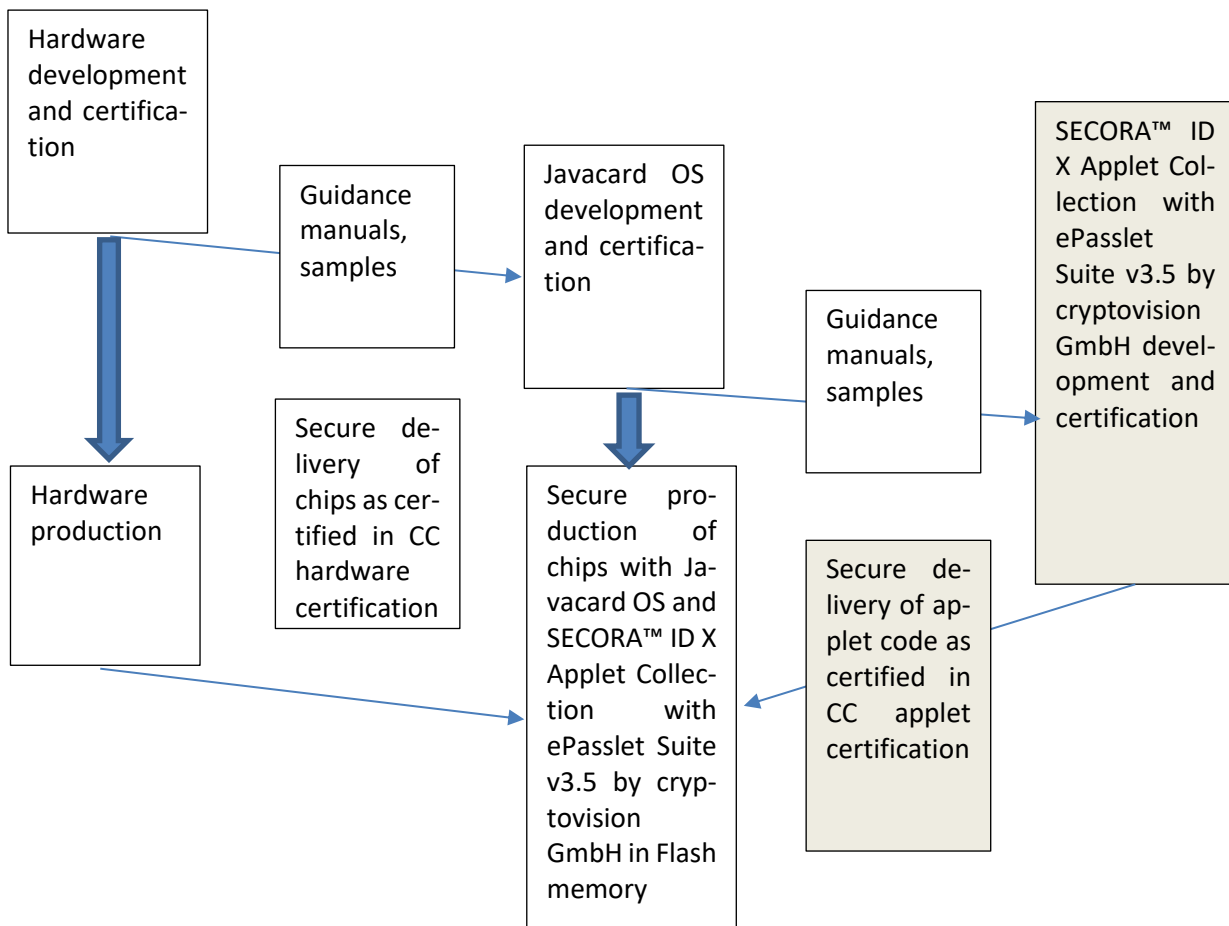 Hardware
development
and certifica-
tion
Guidance
manuals,
samples
Javacard OS
development
and certifica-
tion
Guidance
manuals,
samples
SECORA™ ID
X Applet Col-
lection with
ePasslet
Suite v3.5 by
cryptovision
GmbH devel-
opment and
certification
Hardware
production
Secure de-
livery of
chips as cer-
tified in CC
hardware
certification
Secure pro-
duction of
chips with Ja-
vacard OS and
SECORA™ ID X
Applet Collec-
tion with
ePasslet Suite
v3.5 by cryp-
tovision
GmbH in Flash
memory
Secure de-
livery of ap-
plet code as
certified in
CC applet
certification